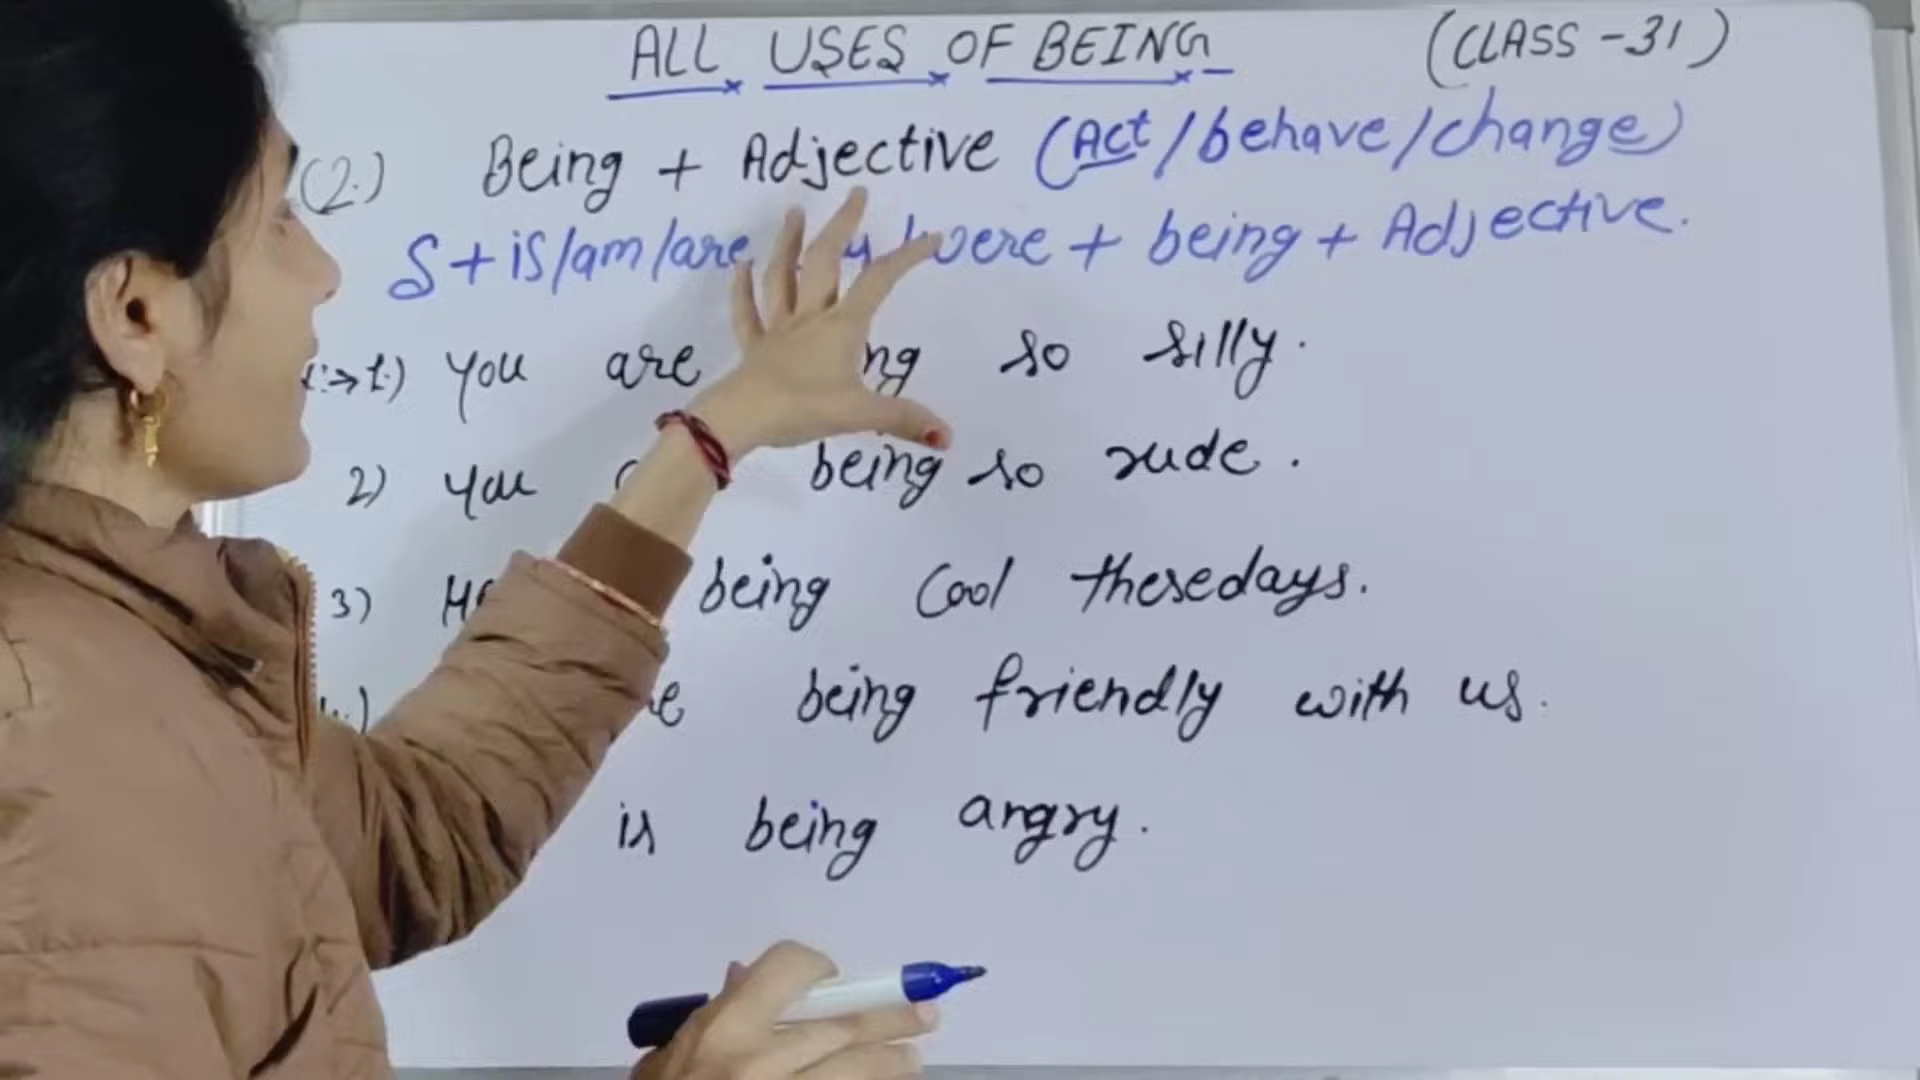 ALL USES OF BEING (CLASS -31)
(2.) Being + Adjective (Act/behave/change)
S + is/am/are were + being + Adjective.
1.) You are so silly.
2) You being so rude.
3) being Cool thesedays.
being friendly with us.
is being angry.